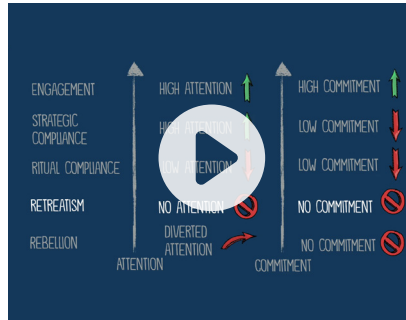 ENGAGEMENT HIGH ATTENTION HIGH COMMITMENT
STRATEGIC
COMPLIANCE HIGH ATTENTION LOW COMMITMENT
RITUAL COMPLIANCE LOW ATTENTION LOW COMMITMENT
RETREATISM NO ATTENTION NO COMMITMENT
REBELLION DIVERTED
ATTENTION NO COMMITMENT
ATTENTION COMMITMENT